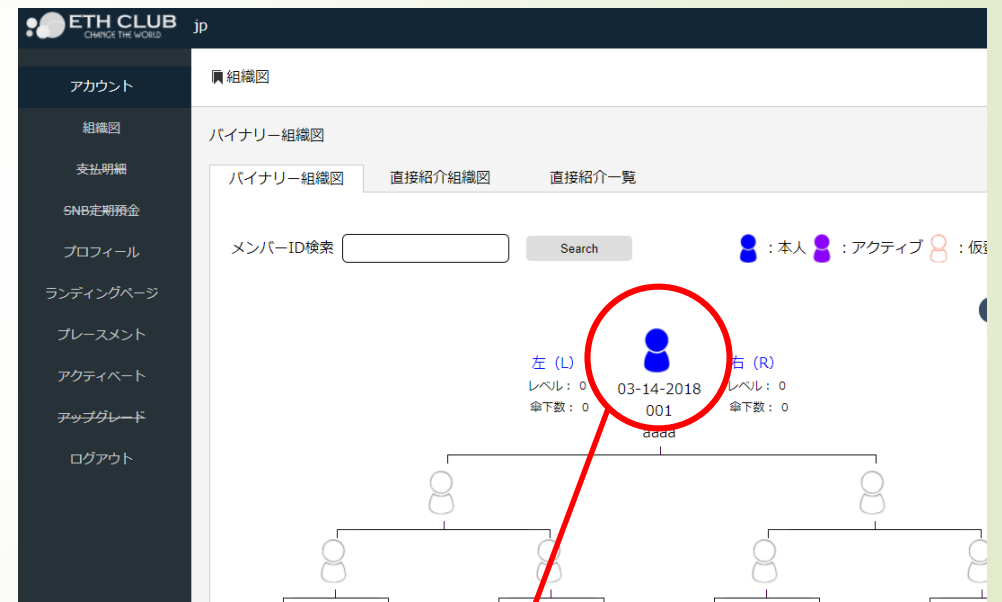 ETH CLUB
CHANGE THE WORLD
jp
アカウント
組織図
支払明細
SNB定期預金
プロフィール
ランディングページ
プレースメント
アクティベート
アップグレード
ログアウト
組織図
バイナリー組織図
バイナリー組織図 直接紹介組織図 直接紹介一覧
メンバーID検索 Search
：本人 ：アクティブ ：仮
左（L） 右（R）
レベル： 0 03-14-2018 レベル： 0
傘下数： 0 001 傘下数： 0
aaaa